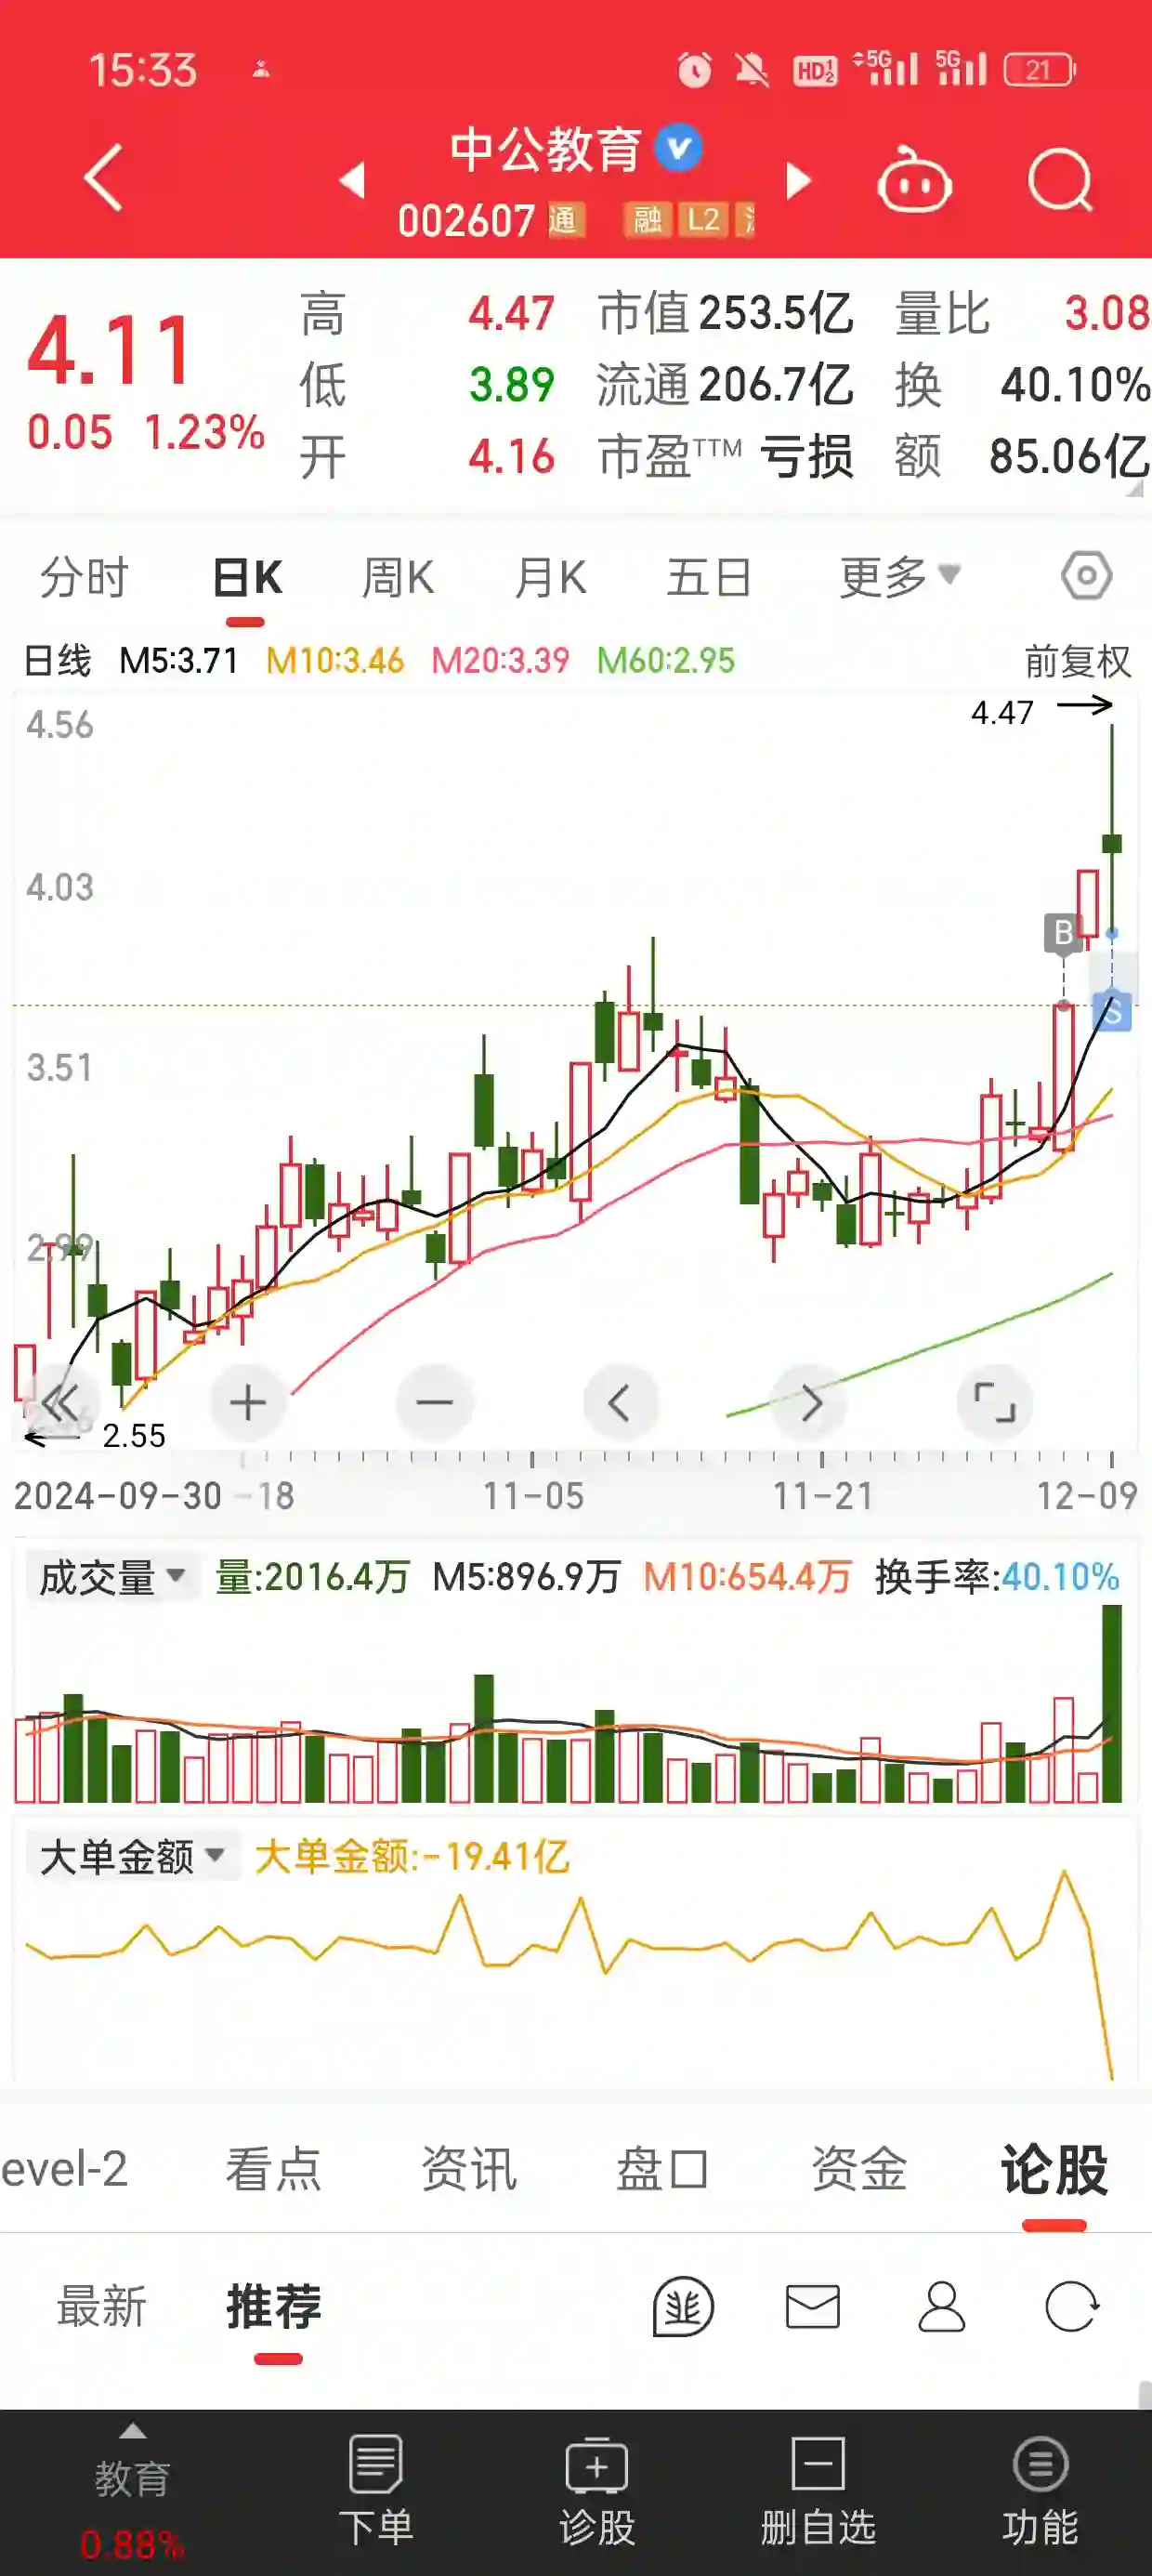 15:33 HD 1 2 5G 5G 21
中公教育
002607 通 融 L2
4.11
0.05 1.23%
高 4.47 市值 253.5亿 量比 3.08
低 3.89 流通 206.7亿 换 40.10%
开 4.16 市盈TTM 亏损 额 85.06亿
分时 日K 周K 月K 五日 更多
日线 M5:3.71 M10:3.46 M20:3.39 M60:2.95 前复权
4.56
4.47
4.03
B
S
3.51
2.99
2.55
2024-09-30 -18 11-05 11-21 12-09
成交量 量:2016.4万 M5:896.9万 M10:654.4万 换手率:40.10%
大单金额 大单金额:-19.41亿
evel-2 看点 资讯 盘口 资金 论股
最新 推荐
教育 0.88% 下单 诊股 删自选 功能